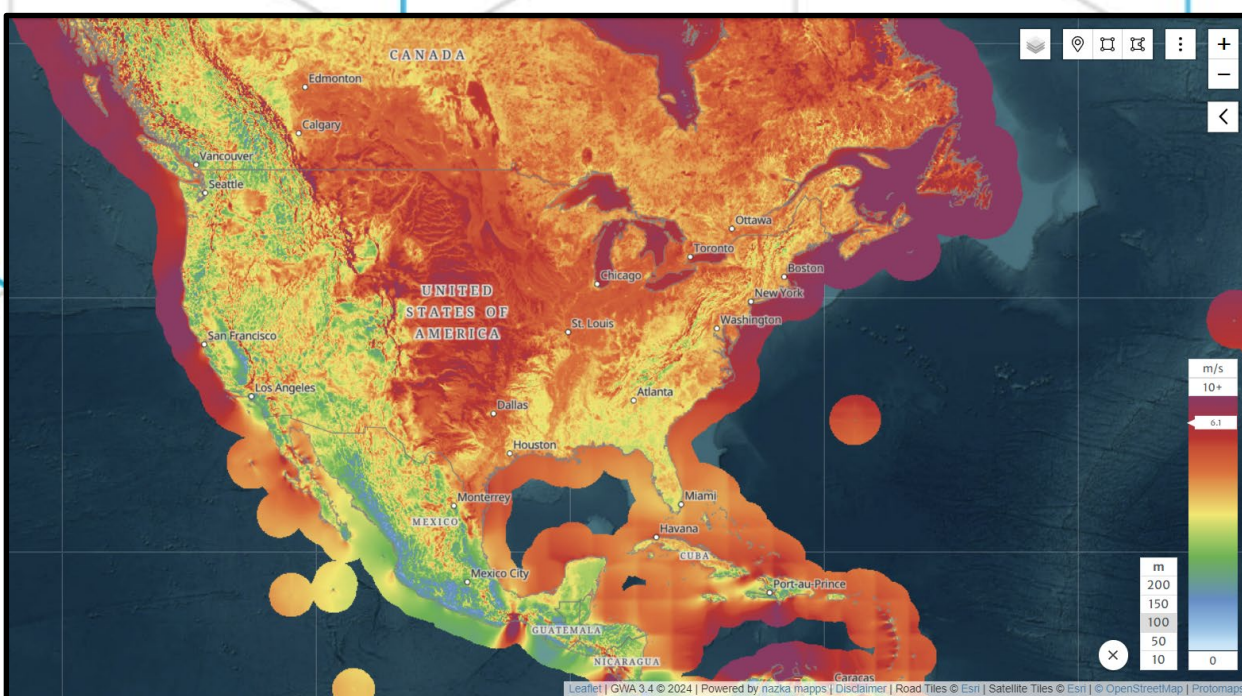 CANADA
Edmonton
Calgary
Vancouver
Seattle
Ottawa
Toronto
Boston
Chicago
New York
UNITED
STATES OF
AMERICA
Washington
St. Louis
San Francisco
Los Angeles
Atlanta
Dallas
Houston
Monterrey
Miami
MEXICO
Havana
CUBA
Mexico City
Port-au-Prince
GUATEMALA
NICARAGUA
Caracas
+
−
m/s
10+
6.1
0
m
200
150
100
50
10
Leaflet | GWA 3.4 © 2024 | Powered by nazka mapps | Disclaimer | Road Tiles © Esri | Satellite Tiles © Esri | © OpenStreetMap | Protomaps